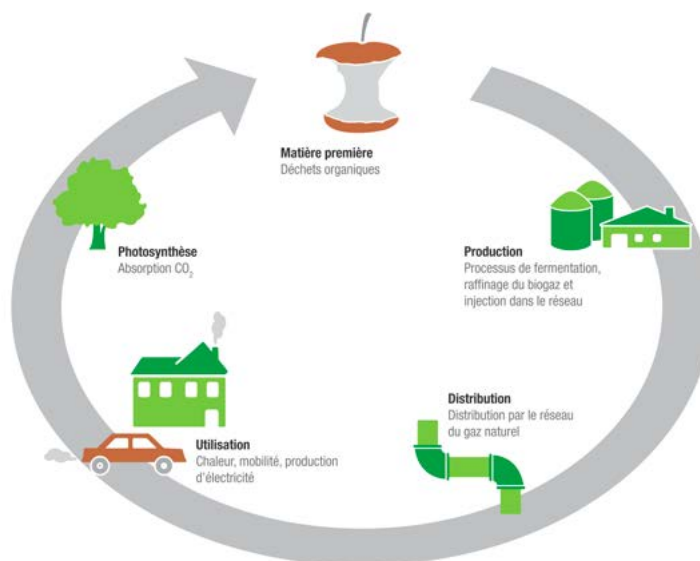 Matière première
Déchets organiques
Production
Processus de fermentation,
raffinage du biogaz et
injection dans le réseau
Distribution
Distribution par le réseau
du gaz naturel
Utilisation
Chaleur, mobilité, production
d'électricité
Photosynthèse
Absorption CO₂